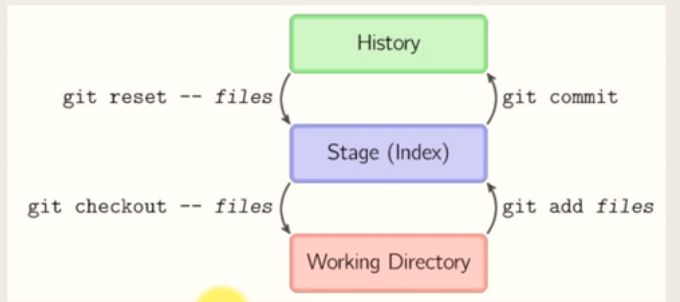 History
git reset -- files
git commit
Stage (Index)
git checkout -- files
git add files
Working Directory